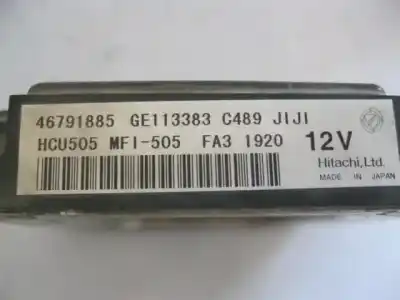 46791885 GE113383 C489 JIJI
HCU505 MFI-505 FA3 1920 12V
Hitachi,Ltd.
MADE IN JAPAN